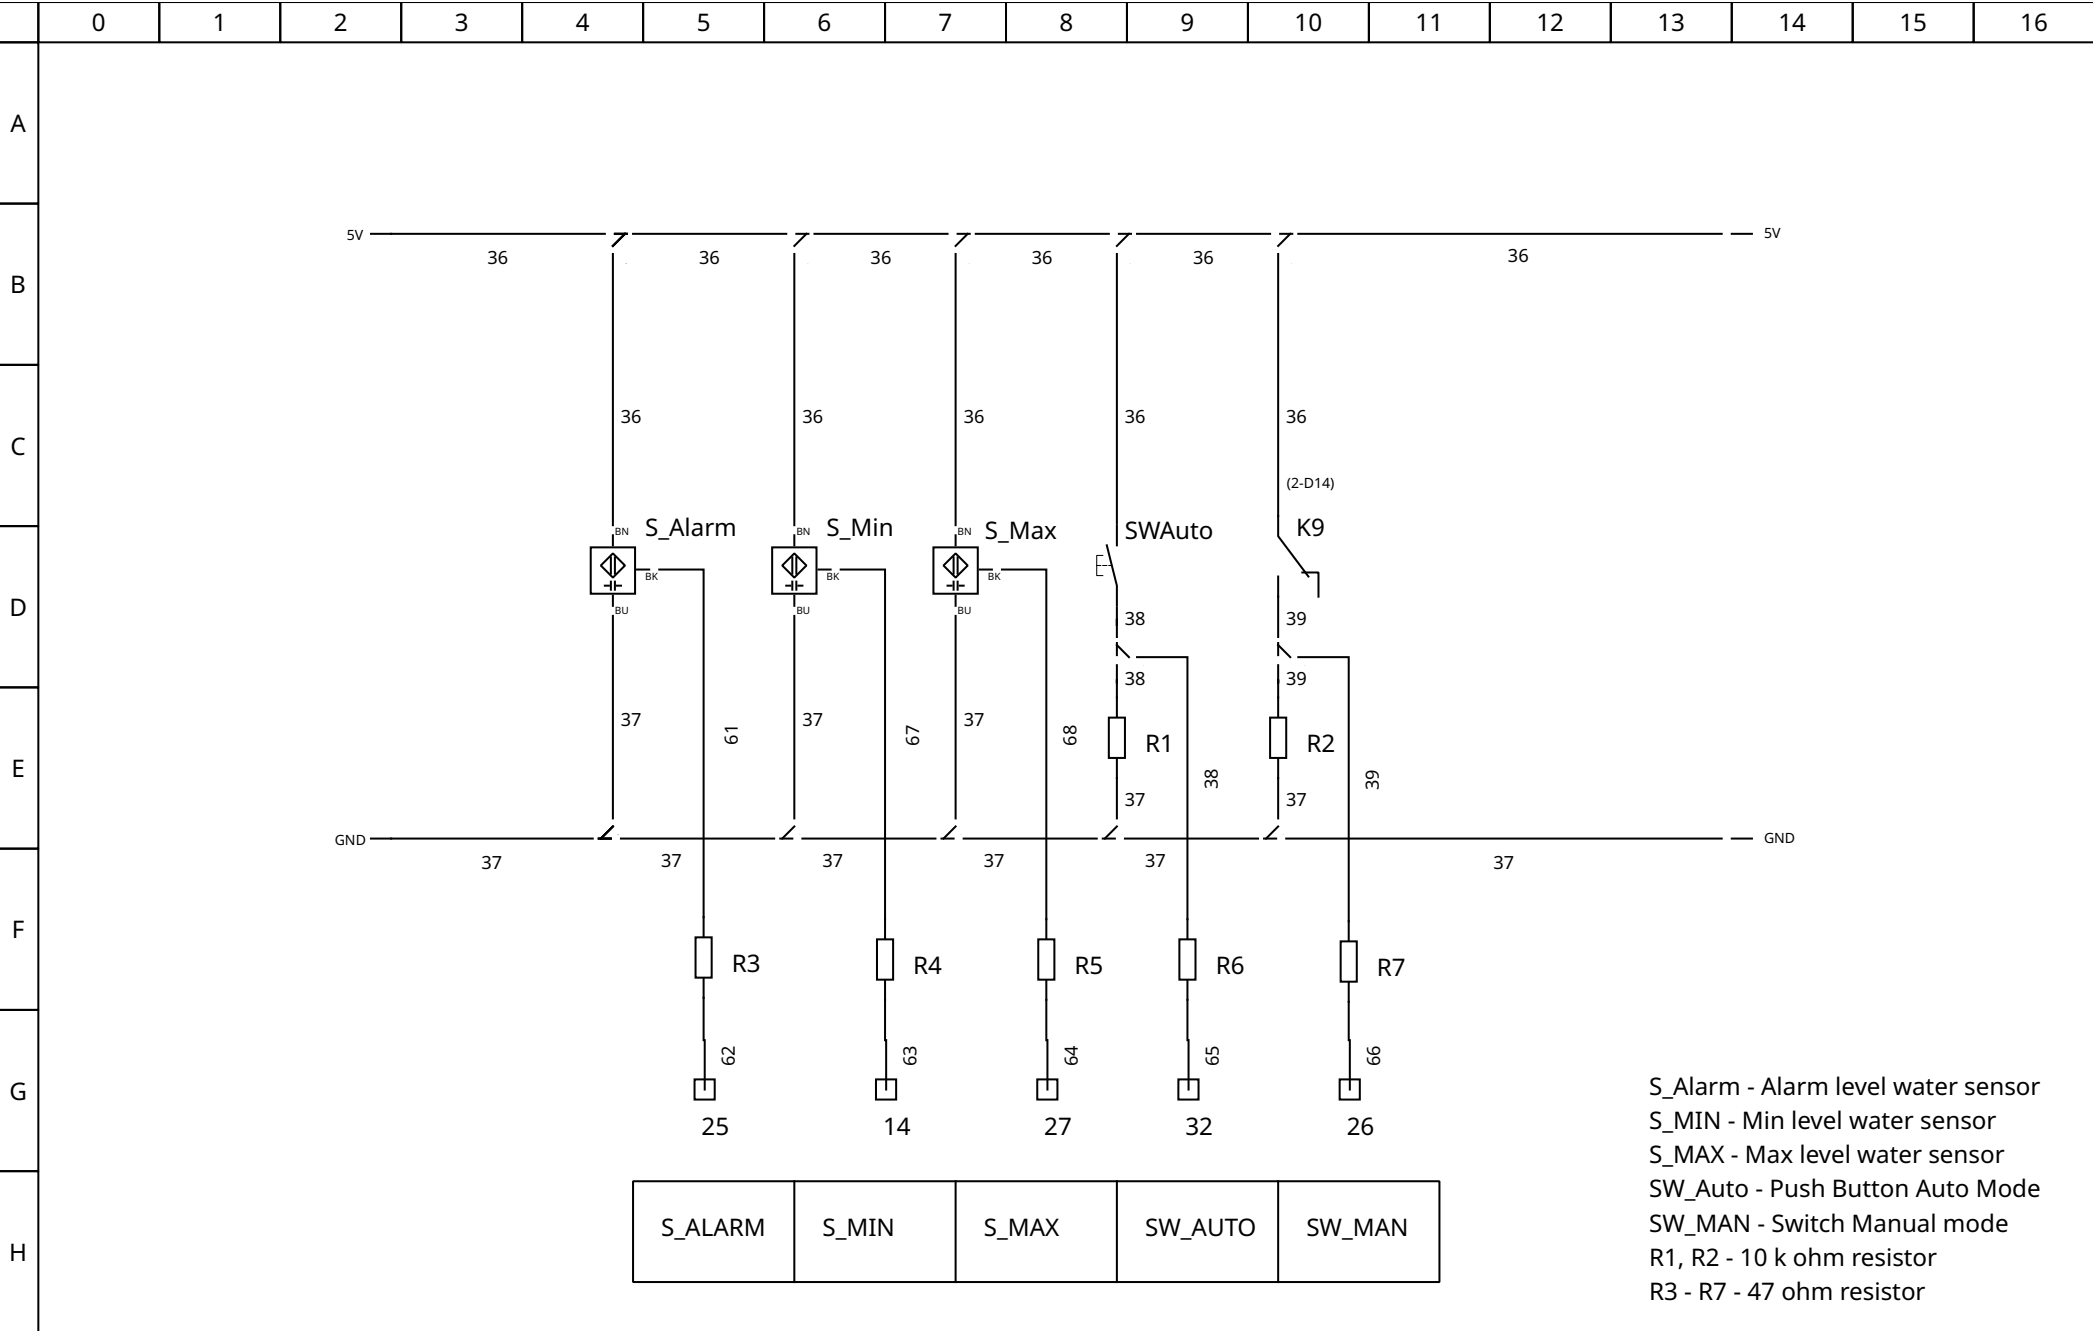 0 1 2 3 4 5 6 7 8 9 10 11 12 13 14 15 16
A
5V 5V
36 36 36 36 36 36
B
36 36 36 36 36
C
(2-D14)
BN S_Alarm BN S_Min BN S_Max SWAuto K9
BK BK BK
D
BU BU BU 38 39
38 39
37 61 37 67 37 68 R1 R2
E
38 39
37 37
GND GND
37 37 37 37 37 37
F
R3 R4 R5 R6 R7
62 63 64 65 66
G
25 14 27 32 26
S_ALARM S_MIN S_MAX SW_AUTO SW_MAN
H
S_Alarm - Alarm level water sensor
S_MIN - Min level water sensor
S_MAX - Max level water sensor
SW_Auto - Push Button Auto Mode
SW_MAN - Switch Manual mode
R1, R2 - 10 k ohm resistor
R3 - R7 - 47 ohm resistor